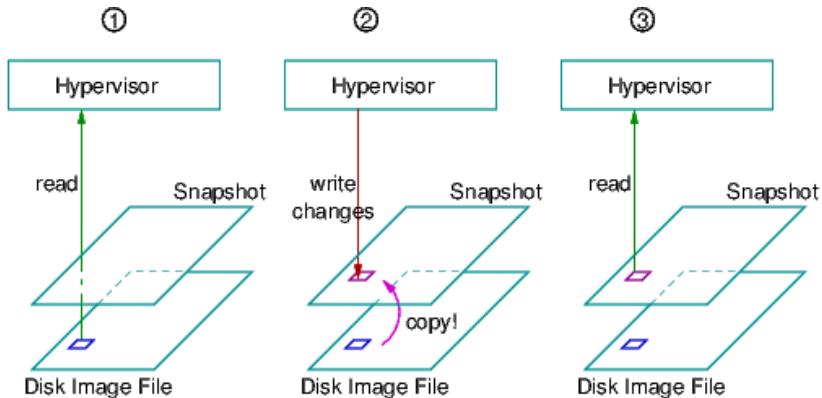 ① ② ③
Hypervisor Hypervisor Hypervisor
read write read
changes
Snapshot Snapshot Snapshot
copy!
Disk Image File Disk Image File Disk Image File